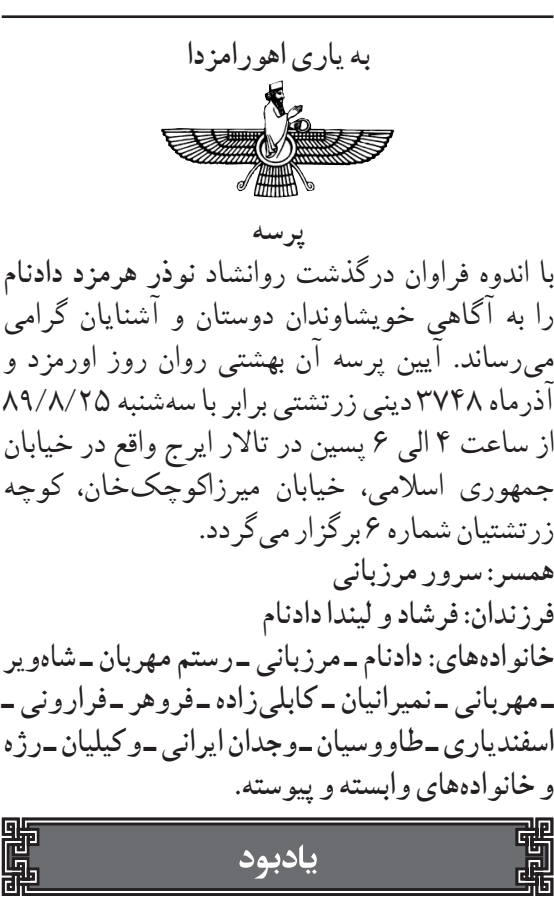 به یاری اهورامزدا
پرسه
با اندوه فراوان درگذشت روانشاد نوذر هرمزد دادنام
را به آگاهی خویشاوندان دوستان و آشنایان گرامی
می‌رساند. آیین پرسه آن بهشتی روان روز اورمزد و
آذرماه ۳۷۴۸ دینی زرتشتی برابر با سه‌شنبه ۸۹/۸/۲۵
از ساعت ۴ الی ۶ پسین در تالار ایرج واقع در خیابان
جمهوری اسلامی، خیابان میرزاکوچک‌خان، کوچه
زرتشتیان شماره ۶ برگزار می‌گردد.
همسر: سرور مرزبانی
فرزندان: فرشاد و لیندا دادنام
خانواده‌های: دادنام ـ مرزبانی ـ رستم مهربان ـ شاه‌ویر
ـ مهربانی ـ نمیرانیان ـ کابلی‌زاده ـ فروهر ـ فرارونی ـ
اسفندیاری ـ طاووسیان ـ وجدان ایرانی ـ وکیلیان ـ رژه
و خانواده‌های وابسته و پیوسته.
یادبود